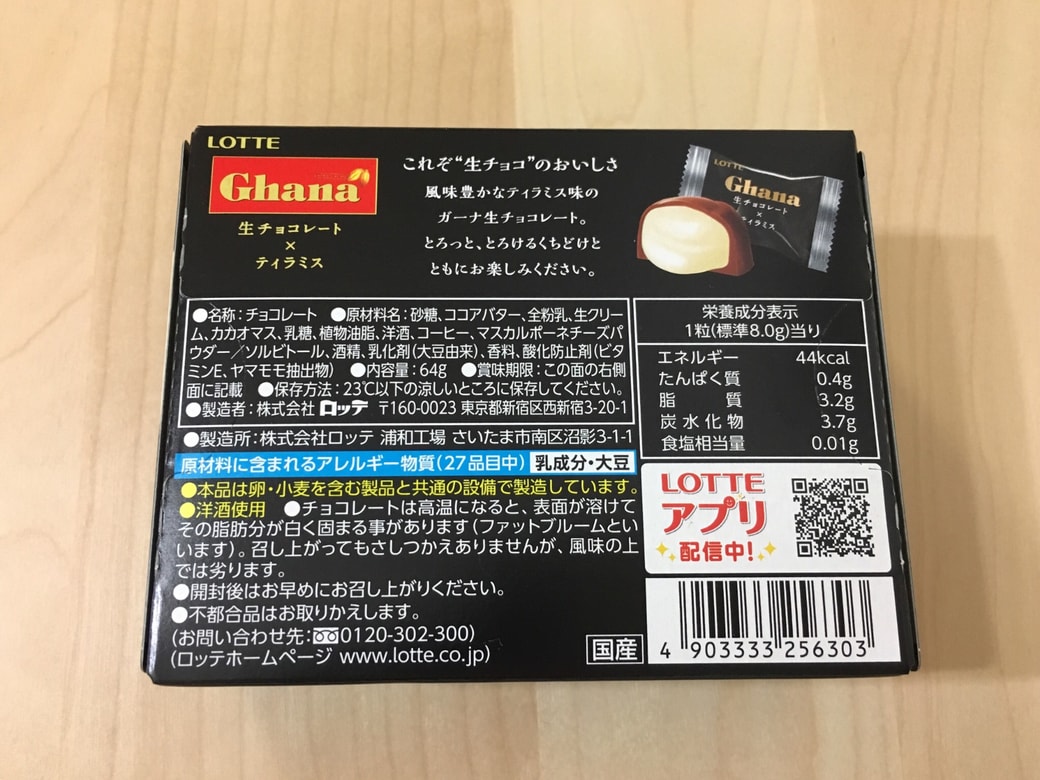 LOTTE
Ghana
生チョコレート
×
ティラミス
これぞ“生チョコ”のおいしさ
風味豊かなティラミス味の
ガーナ生チョコレート。
とろっと、とろけるくちどけと
ともにお楽しみください。
LOTTE
Ghana
生チョコレート
×
ティラミス
●名称：チョコレート ●原材料名：砂糖、ココアバター、全粉乳、生クリー
ム、カカオマス、乳糖、植物油脂、洋酒、コーヒー、マスカルポーネチーズパ
ウダー／ソルビトール、酒精、乳化剤（大豆由来）、香料、酸化防止剤（ビタ
ミンE、ヤマモモ抽出物） ●内容量：64g ●賞味期限：この面の右側
面に記載 ●保存方法：23℃以下の涼しいところに保存してください。
●製造者：株式会社 ロッテ 〒160-0023 東京都新宿区西新宿3-20-1
●製造所：株式会社ロッテ 浦和工場 さいたま市南区沼影3-1-1
原材料に含まれるアレルギー物質（27品目中） 乳成分・大豆
●本品は卵・小麦を含む製品と共通の設備で製造しています。
●洋酒使用 ●チョコレートは高温になると、表面が溶けて
その脂肪分が白く固まる事があります（ファットブルームとい
います）。召し上がってもさしつかえありませんが、風味の上
では劣ります。
●開封後はお早めにお召し上がりください。
●不都合品はお取りかえします。
（お問い合わせ先：0120-302-300）
（ロッテホームページ www.lotte.co.jp）
国産
栄養成分表示
1粒（標準8.0g）当り
エネルギー 44kcal
たんぱく質 0.4g
脂質 3.2g
炭水化物 3.7g
食塩相当量 0.01g
LOTTE
アプリ
配信中！
4 903333 256303